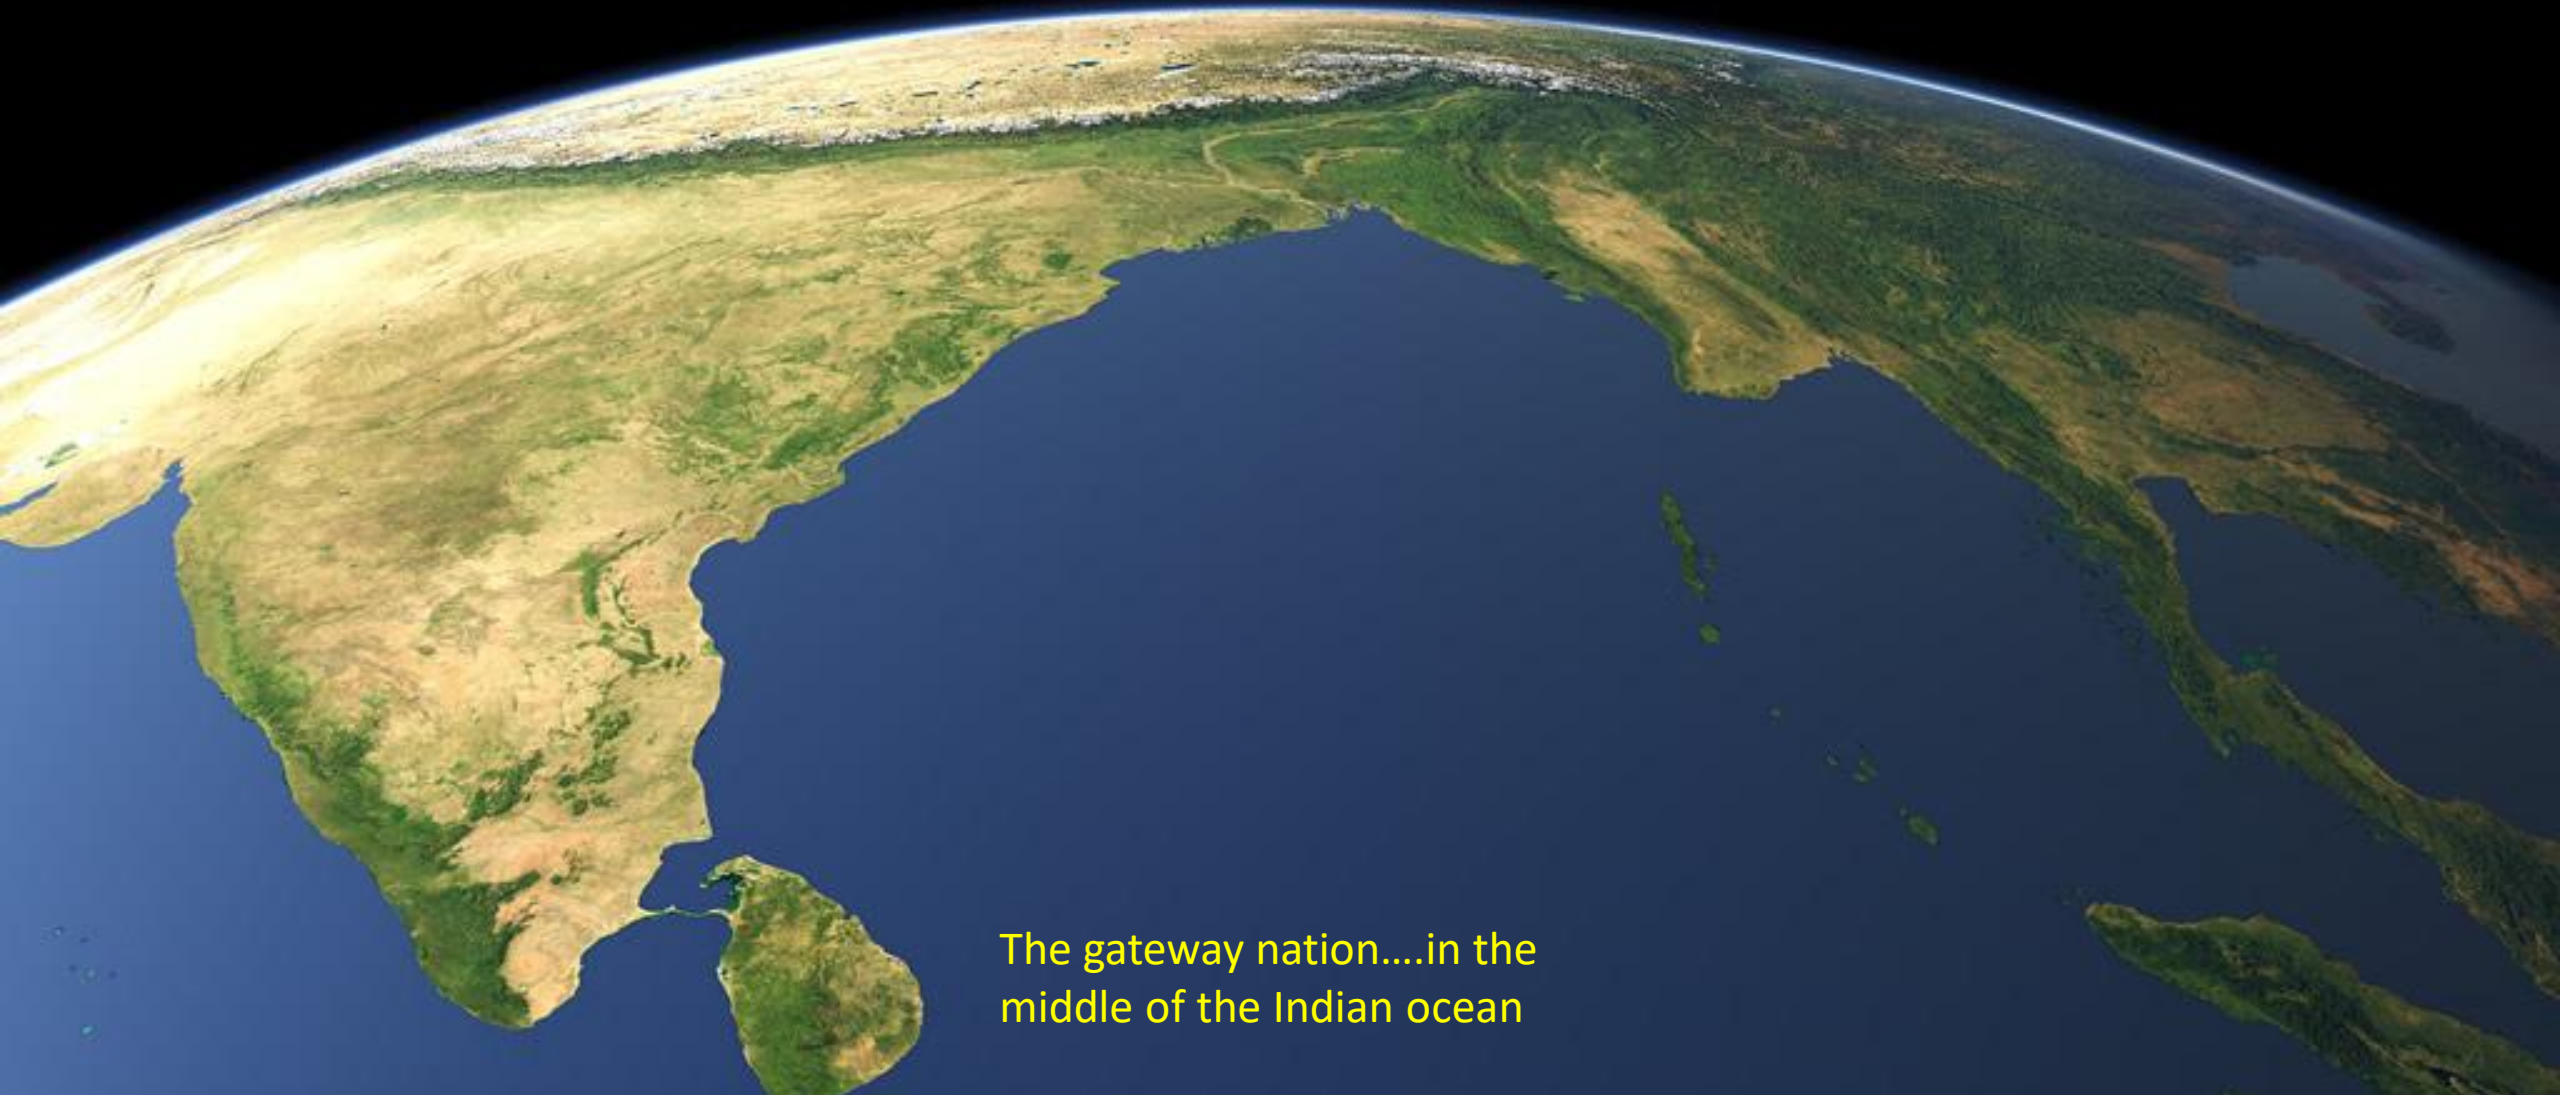 The gateway nation....in the
middle of the Indian ocean